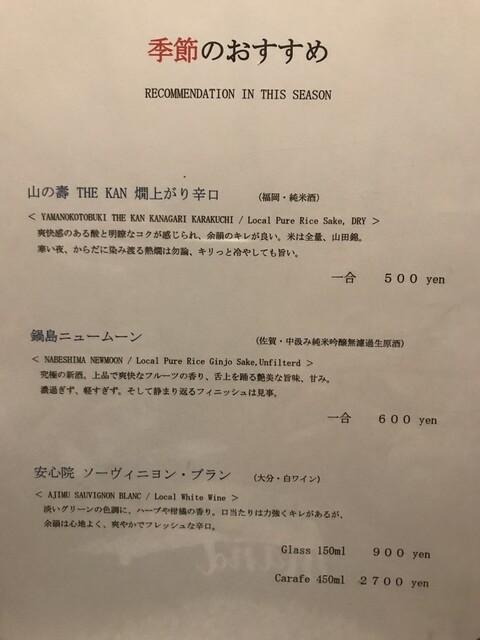 季節のおすすめ
RECOMMENDATION IN THIS SEASON
山の壽 THE KAN 燗上がり辛口 (福岡・純米酒)
< YAMANOKOTOBUKI THE KAN KANAGARI KARAKUCHI / Local Pure Rice Sake, DRY >
爽快感のある酸と明瞭なコクが感じられ、余韻のキレが良い。米は全量、山田錦。
寒い夜、からだに染み渡る熱燗は勿論、キリっと冷やしても旨い。
一合 500 yen
鍋島ニュームーン (佐賀・中汲み純米吟醸無濾過生原酒)
< NABESHIMA NEWMOON / Local Pure Rice Ginjo Sake,Unfilterd >
究極の新酒。上品で爽快なフルーツの香り、舌上を踊る艶美な旨味、甘み。
濃過ぎず、軽すぎず。そして静まり返るフィニッシュは見事。
一合 600 yen
安心院 ソーヴィニヨン・ブラン (大分・白ワイン)
< AJIMU SAUVIGNON BLANC / Local White Wine >
淡いグリーンの色調に、ハーブや柑橘の香り。口当たりは力強くキレがあるが、
余韻は心地よく、爽やかでフレッシュな辛口。
Glass 150ml 900 yen
Carafe 450ml 2700 yen